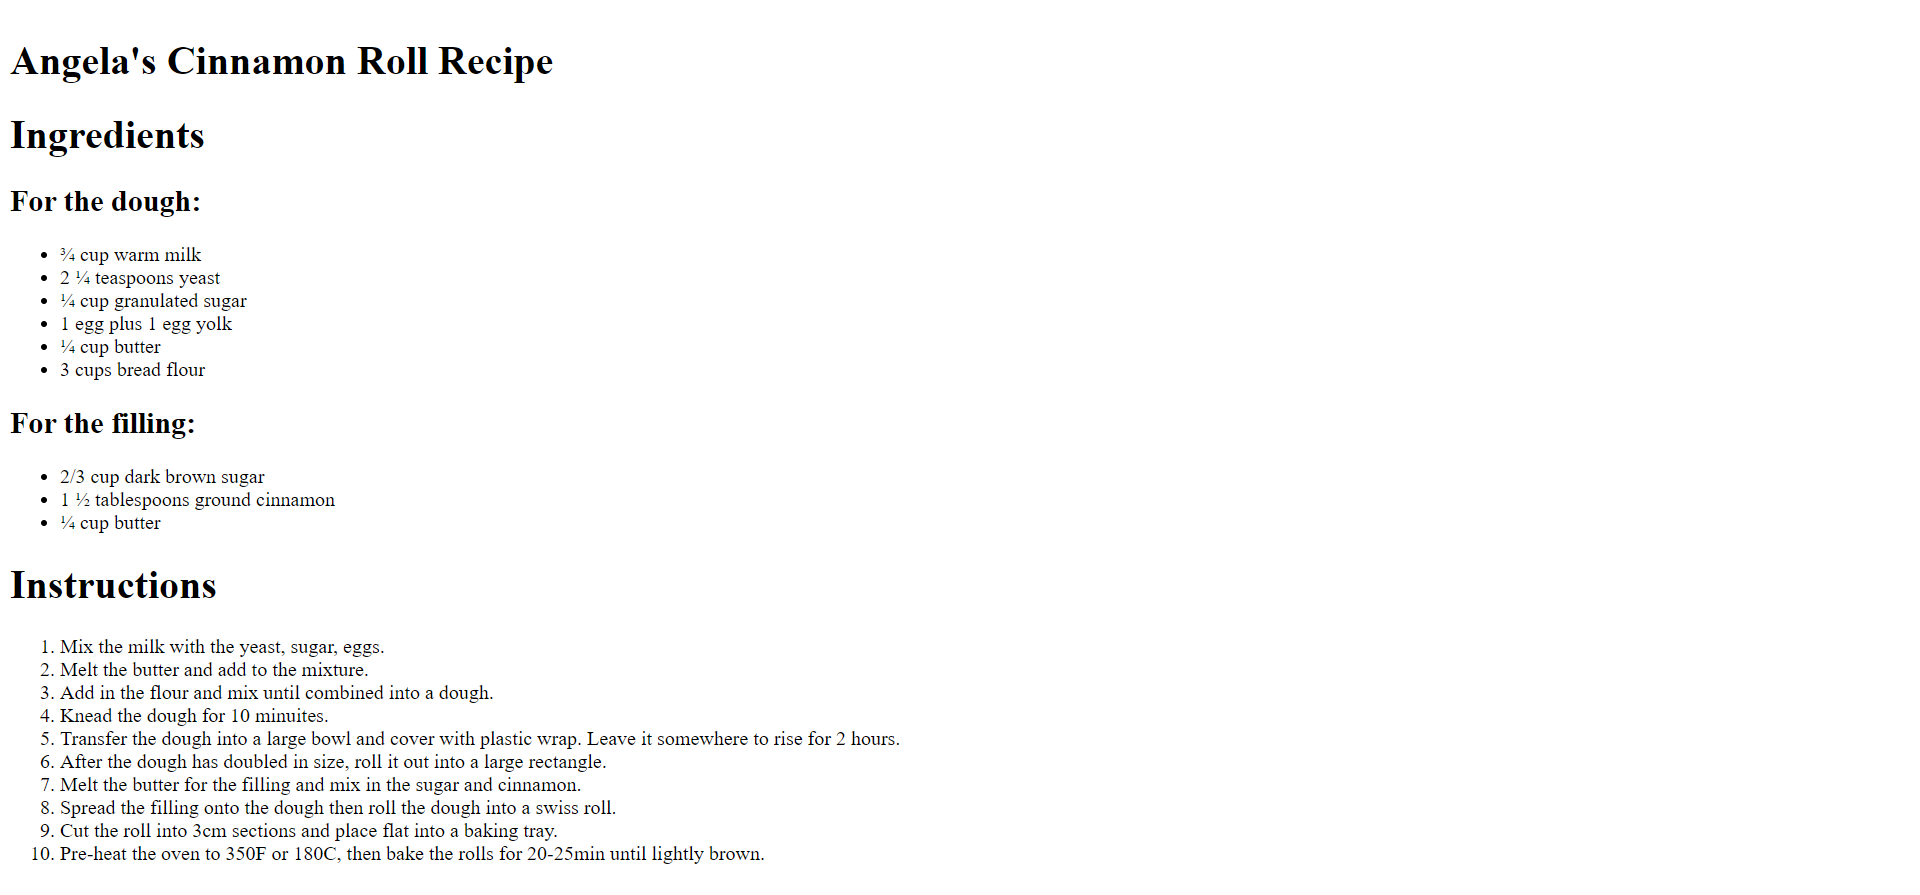 Angela's Cinnamon Roll Recipe
Ingredients
For the dough:
• ¾ cup warm milk
• 2 ¼ teaspoons yeast
• ¼ cup granulated sugar
• 1 egg plus 1 egg yolk
• ¼ cup butter
• 3 cups bread flour
For the filling:
• 2/3 cup dark brown sugar
• 1 ½ tablespoons ground cinnamon
• ¼ cup butter
Instructions
1. Mix the milk with the yeast, sugar, eggs.
2. Melt the butter and add to the mixture.
3. Add in the flour and mix until combined into a dough.
4. Knead the dough for 10 minuites.
5. Transfer the dough into a large bowl and cover with plastic wrap. Leave it somewhere to rise for 2 hours.
6. After the dough has doubled in size, roll it out into a large rectangle.
7. Melt the butter for the filling and mix in the sugar and cinnamon.
8. Spread the filling onto the dough then roll the dough into a swiss roll.
9. Cut the roll into 3cm sections and place flat into a baking tray.
10. Pre-heat the oven to 350F or 180C, then bake the rolls for 20-25min until lightly brown.